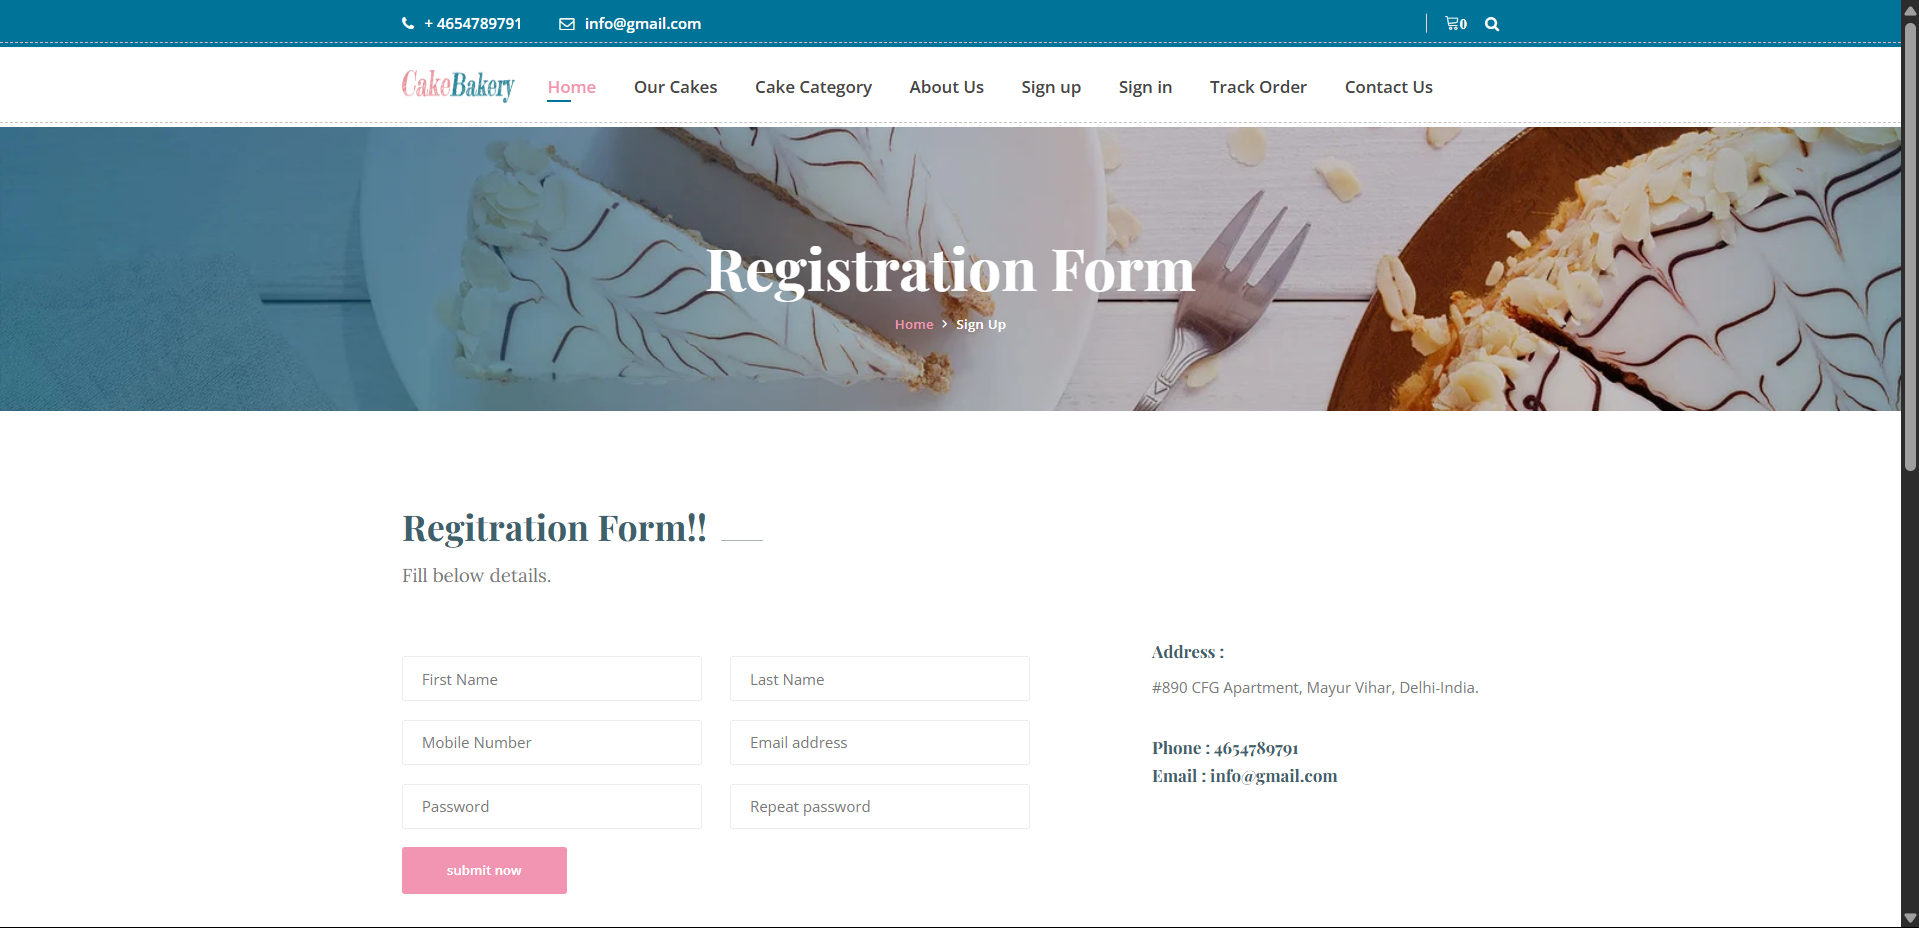 + 4654789791 info@gmail.com 0
CakeBakery Home Our Cakes Cake Category About Us Sign up Sign in Track Order Contact Us
Registration Form
Home > Sign Up
Regitration Form!!
Fill below details.
First Name Last Name
Mobile Number Email address
Password Repeat password
submit now
Address :
#890 CFG Apartment, Mayur Vihar, Delhi-India.
Phone : 4654789791
Email : info@gmail.com